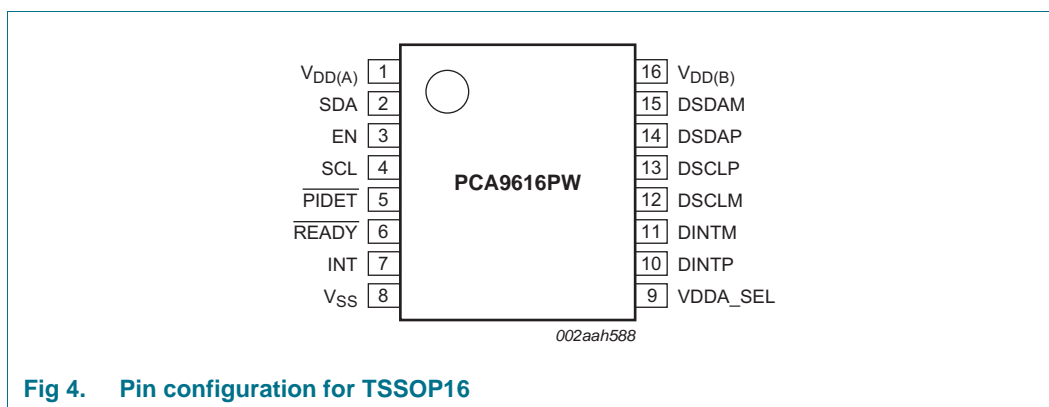 VDD(A) 1
SDA 2
EN 3
SCL 4
PIDET 5
READY 6
INT 7
VSS 8
PCA9616PW
16 VDD(B)
15 DSDAM
14 DSDAP
13 DSCLP
12 DSCLM
11 DINTM
10 DINTP
9 VDDA_SEL
002aah588
Fig 4. Pin configuration for TSSOP16